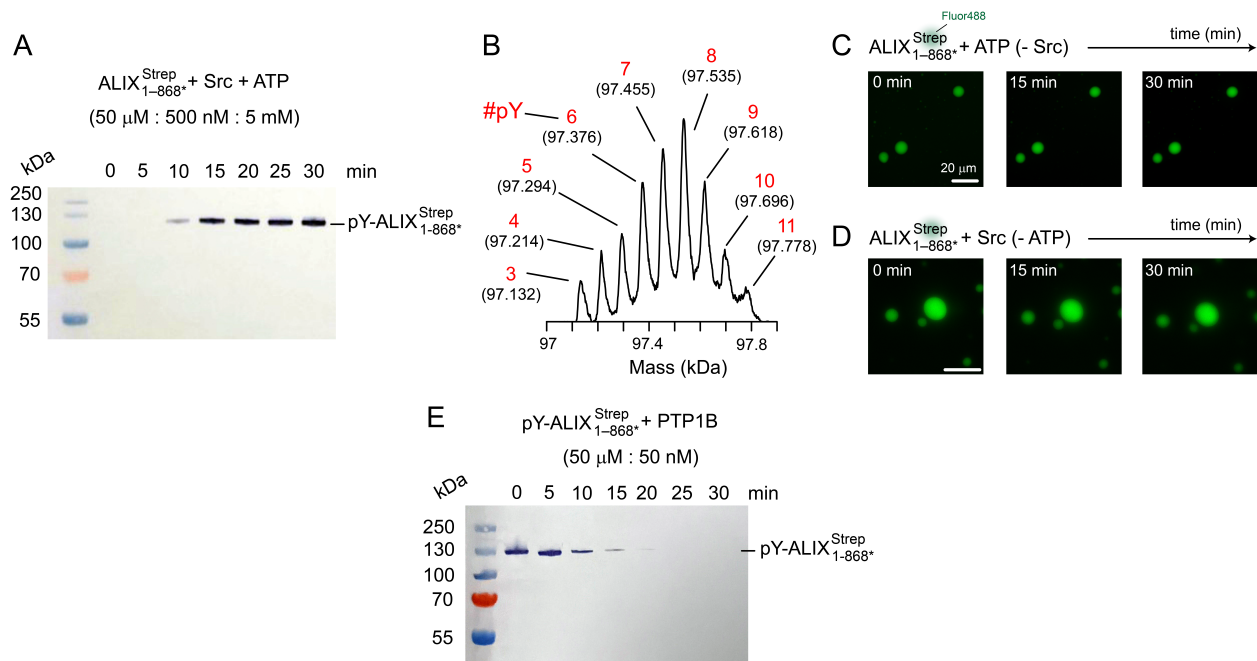 A
ALIX Strep 1–868* + Src + ATP
(50 μM : 500 nM : 5 mM)
kDa
0 5 10 15 20 25 30 min
250
130
100
70
55
pY-ALIX Strep 1-868*
B
#pY
3
(97.132)
4
(97.214)
5
(97.294)
6
(97.376)
7
(97.455)
8
(97.535)
9
(97.618)
10
(97.696)
11
(97.778)
97 97.4 97.8
Mass (kDa)
Fluor488
C
ALIX Strep 1–868* + ATP (- Src)
time (min)
0 min 15 min 30 min
20 μm
D
ALIX Strep 1–868* + Src (- ATP)
time (min)
0 min 15 min 30 min
E
pY-ALIX Strep 1–868* + PTP1B
(50 μM : 50 nM)
kDa
0 5 10 15 20 25 30 min
250
130
100
70
55
pY-ALIX Strep 1-868*